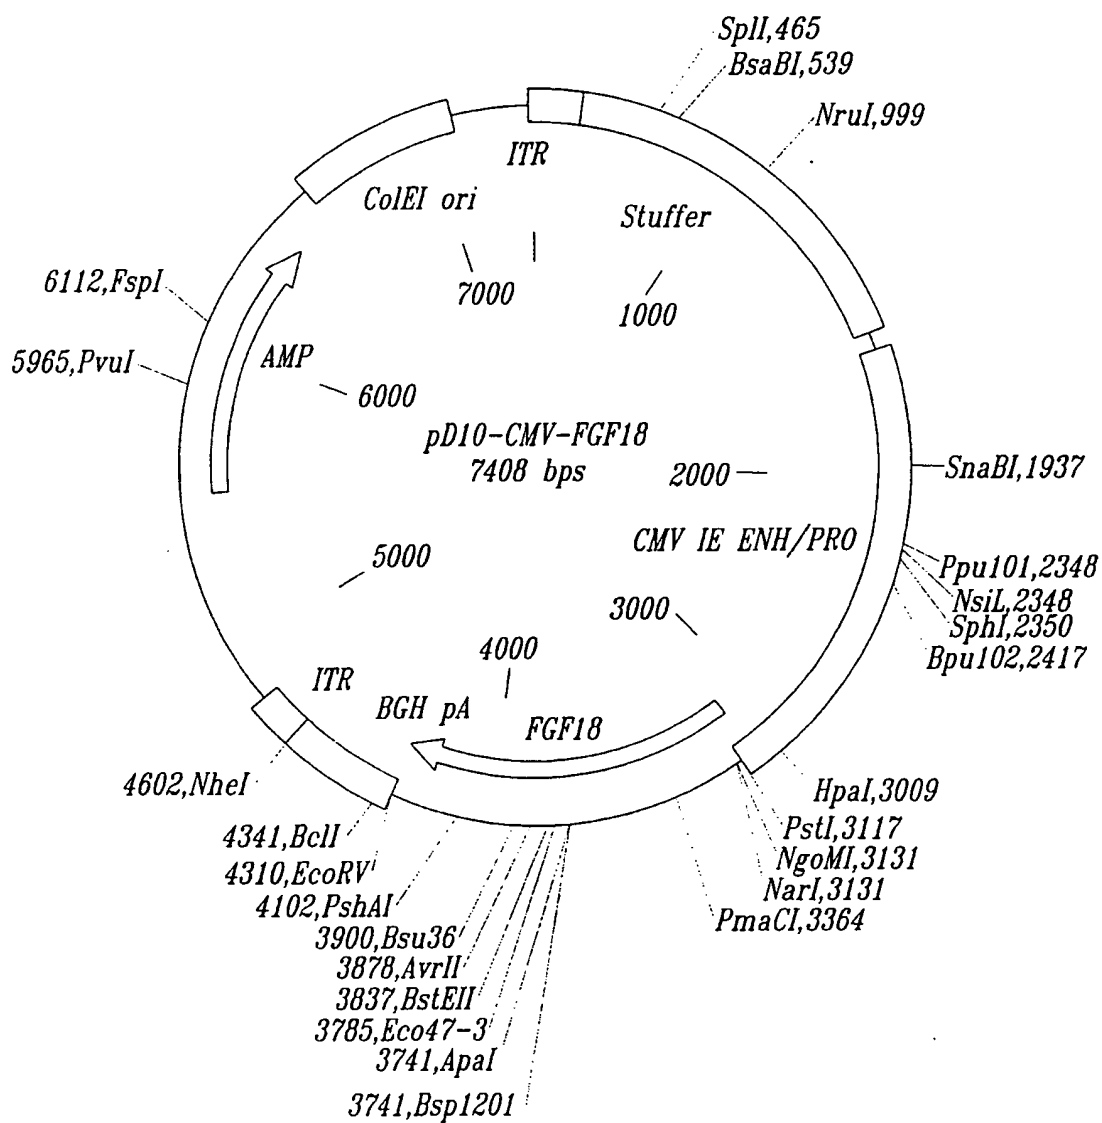 SplI,465
BsaBI,539
NruI,999
ITR
ColEI ori
Stuffer
6112,FspI
7000
1000
5965,PvuI
AMP
6000
pD10-CMV-FGF18
7408 bps
2000
SnaBI,1937
CMV IE ENH/PRO
5000
Ppu101,2348
NsiL,2348
SphI,2350
Bpu102,2417
3000
4000
ITR
BGH pA
FGF18
4602,NheI
HpaI,3009
PstI,3117
NgoMI,3131
NarI,3131
PmaCI,3364
4341,BclI
4310,EcoRV
4102,PshAI
3900,Bsu36
3878,AvrII
3837,BstEII
3785,Eco47-3
3741,ApaI
3741,Bsp1201